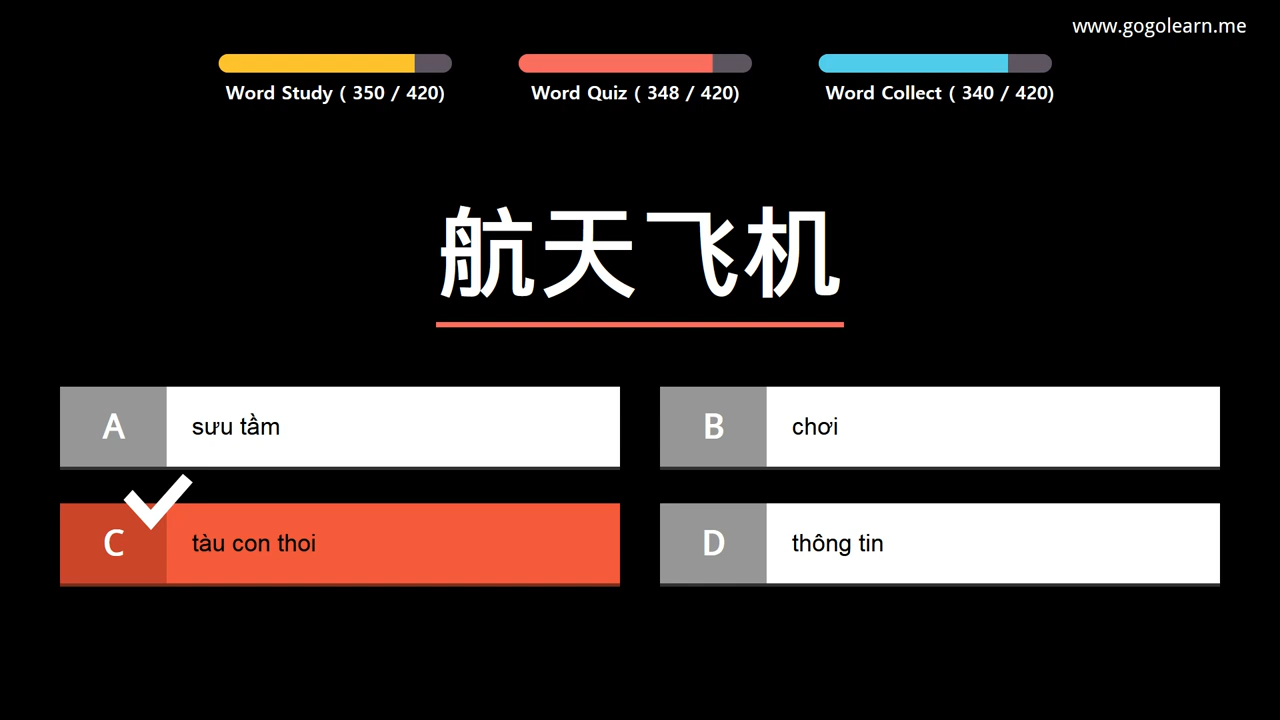 www.gogolearn.me
Word Study ( 350 / 420)
Word Quiz ( 348 / 420)
Word Collect ( 340 / 420)
航天飞机
A
sưu tầm
B
chơi
C
tàu con thoi
D
thông tin